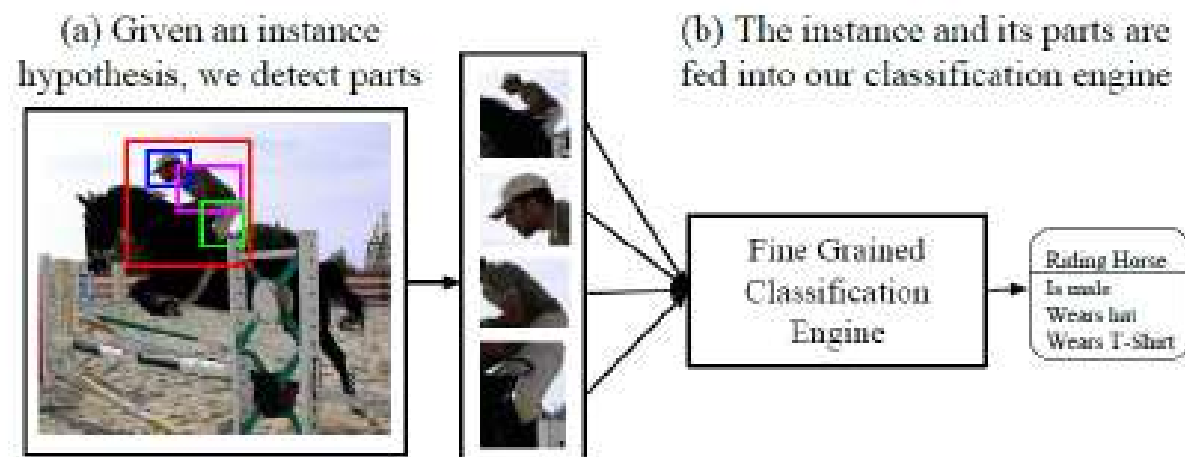 (a) Given an instance
hypothesis, we detect parts
(b) The instance and its parts are
fed into our classification engine
Fine Grained
Classification
Engine
Riding Horse
Is male
Wears hat
Wears T-Shirt